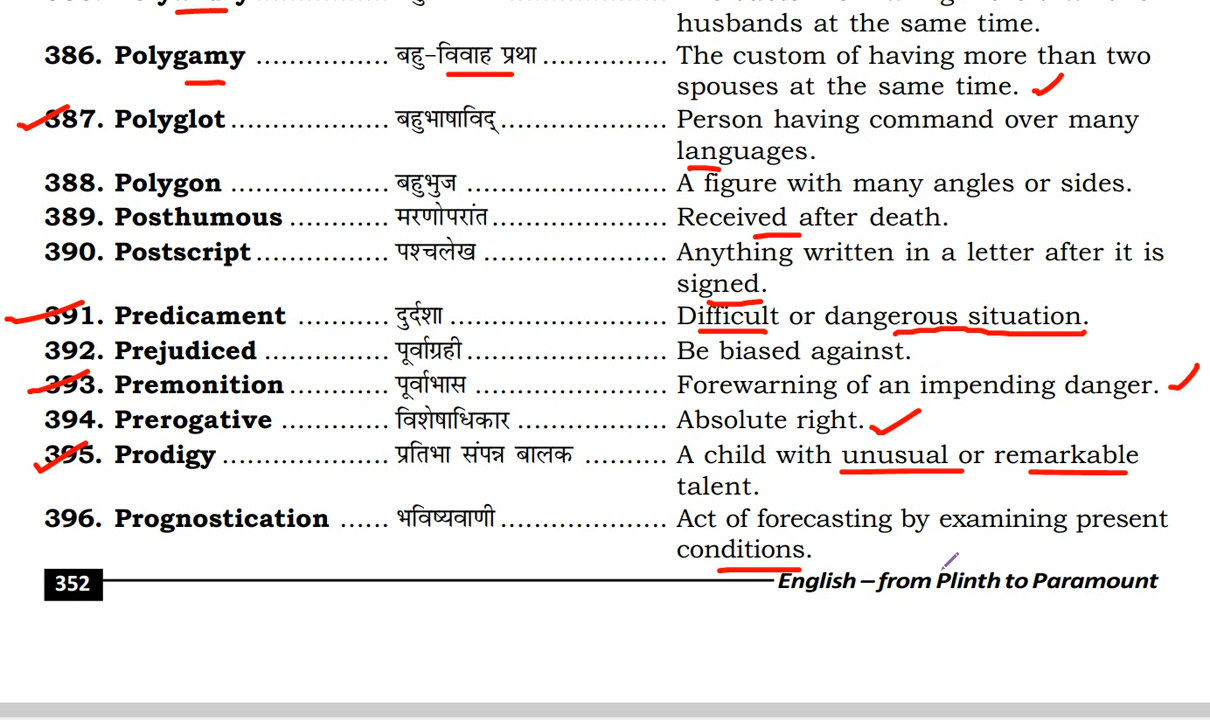 husbands at the same time.
386. Polygamy ............... बहु-विवाह प्रथा .............. The custom of having more than two
spouses at the same time.
387. Polyglot .................. बहुभाषाविद् ................... Person having command over many
languages.
388. Polygon .................. बहुभुज ...................... A figure with many angles or sides.
389. Posthumous ........... मरणोपरांत .................... Received after death.
390. Postscript ............... पश्चलेख ..................... Anything written in a letter after it is
signed.
391. Predicament .......... दुर्दशा ......................... Difficult or dangerous situation.
392. Prejudiced .............. पूर्वाग्रही ....................... Be biased against.
393. Premonition ........... पूर्वाभास ...................... Forewarning of an impending danger.
394. Prerogative ............ विशेषाधिकार ................. Absolute right.
395. Prodigy ................... प्रतिभा संपन्न बालक ......... A child with unusual or remarkable
talent.
396. Prognostication ...... भविष्यवाणी ................... Act of forecasting by examining present
conditions.
352 English – from Plinth to Paramount